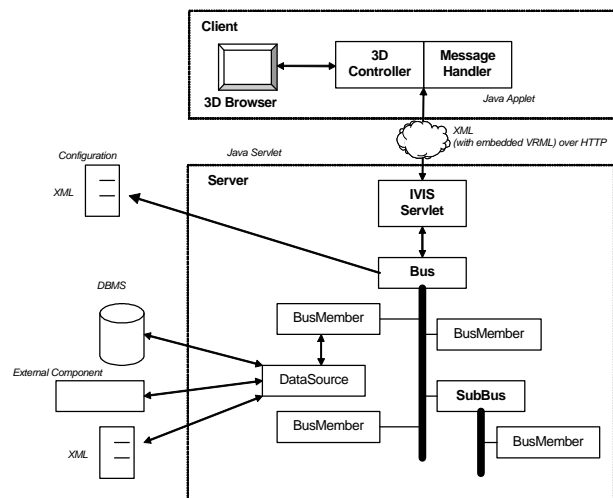 Client
3D
Controller
Message
Handler
3D Browser
Java Applet
XML
(with embedded VRML) over HTTP
Java Servlet
Configuration
XML
Server
IVIS
Servlet
Bus
DBMS
BusMember
BusMember
External Component
DataSource
SubBus
BusMember
BusMember
XML